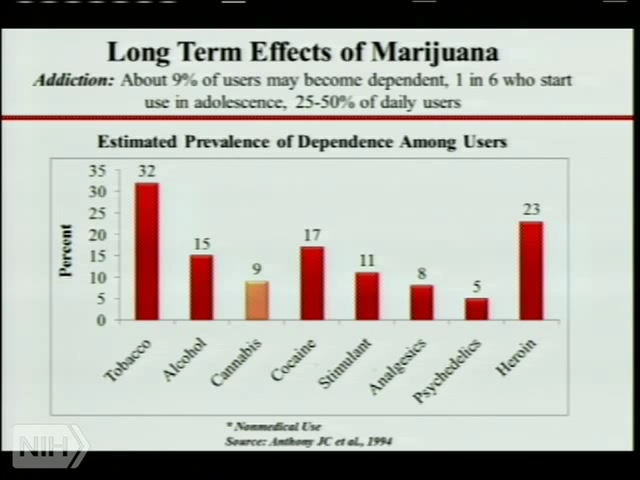 Long Term Effects of Marijuana
Addiction: About 9% of users may become dependent, 1 in 6 who start
use in adolescence, 25-50% of daily users
Estimated Prevalence of Dependence Among Users
Percent
35
30
25
20
15
10
5
0
32
15
9
17
11
8
5
23
Tobacco
Alcohol
Cannabis
Cocaine
Stimulant
Analgesics
Psychedelics
Heroin
* Nonmedical Use
Source: Anthony JC et al., 1994
NIH